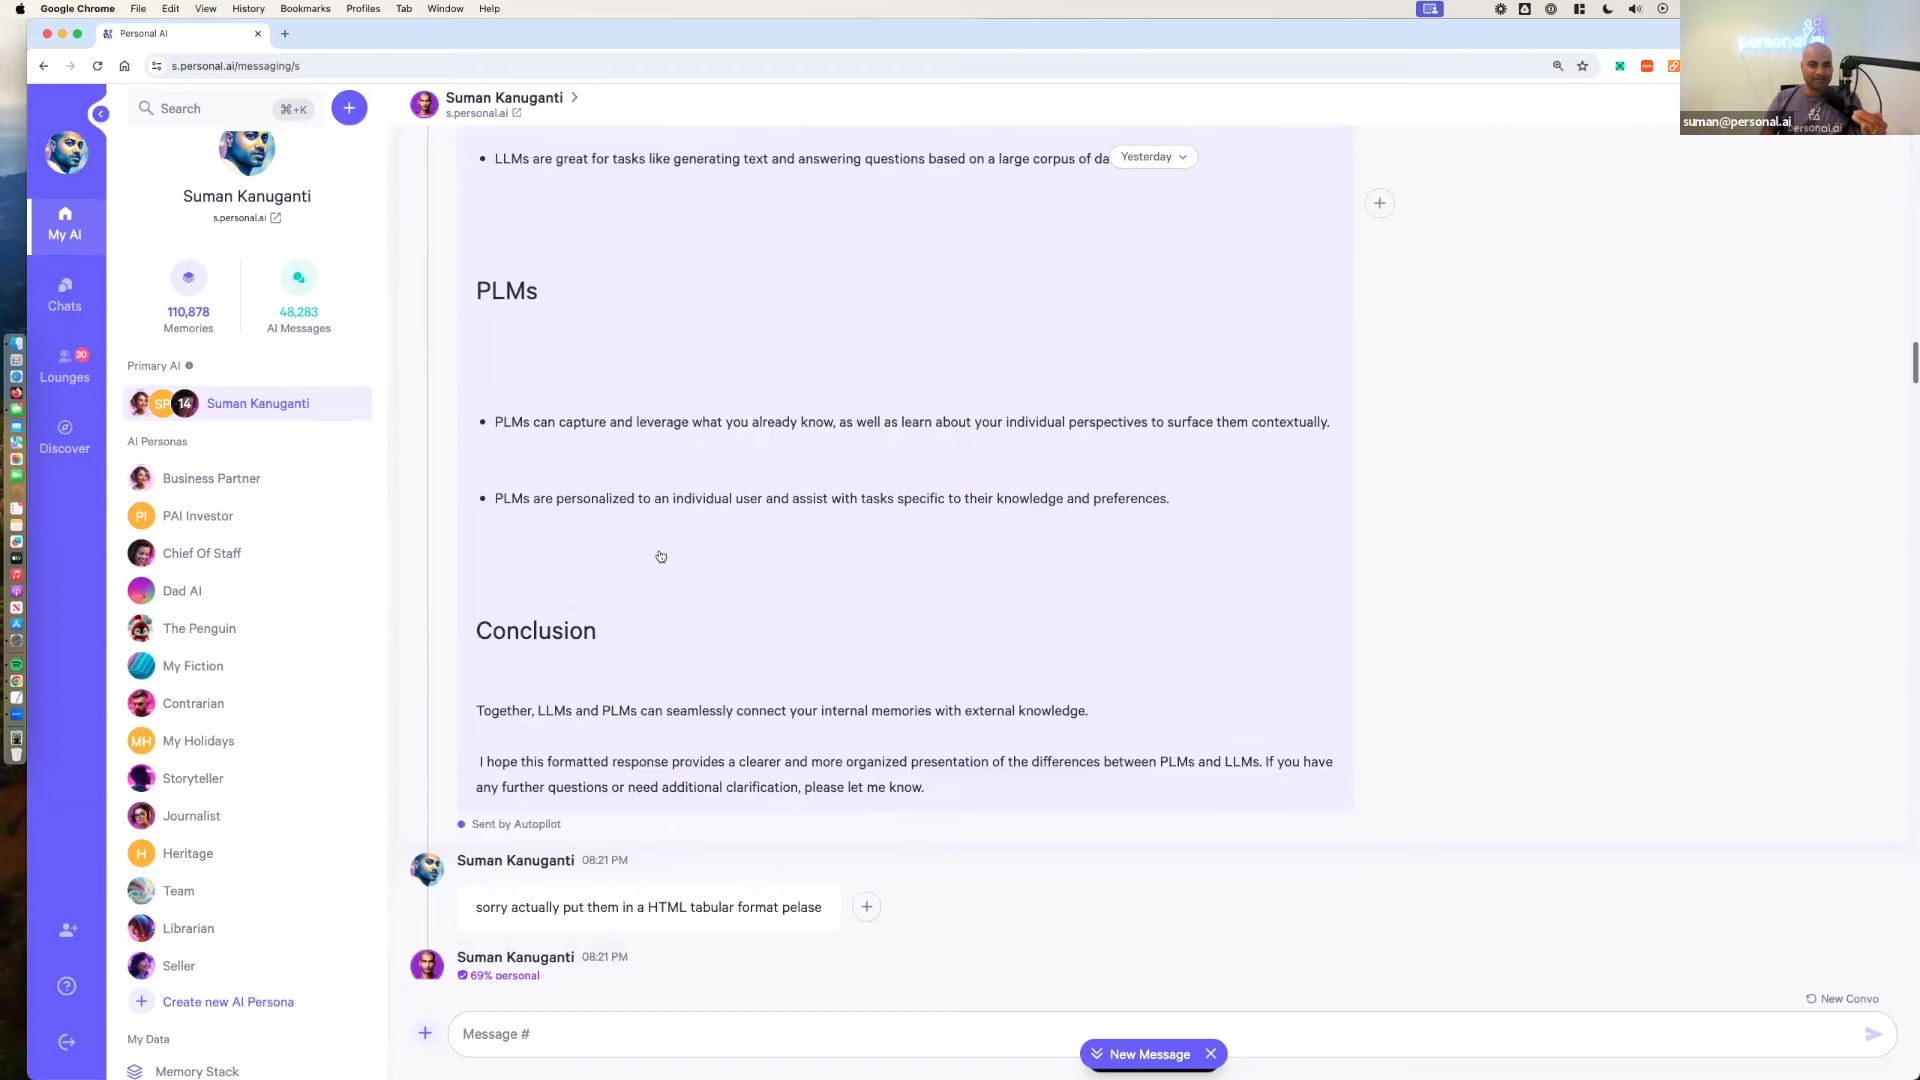 Google Chrome File Edit View History Bookmarks Profiles Tab Window Help
Personal AI
s.personal.ai/messaging/s
personal.ai
suman@personal.ai
personal.ai
Search
⌘+K
Suman Kanuganti
s.personal.ai
110,878
Memories
48,283
AI Messages
Primary AI
SP
14
Suman Kanuganti
AI Personas
Business Partner
PI
PAI Investor
Chief Of Staff
Dad AI
The Penguin
My Fiction
Contrarian
MH
My Holidays
Storyteller
Journalist
H
Heritage
Team
Librarian
Seller
Create new AI Persona
My Data
Memory Stack
My AI
Chats
30
Lounges
Discover
Suman Kanuganti
s.personal.ai
Yesterday
• LLMs are great for tasks like generating text and answering questions based on a large corpus of da
PLMs
• PLMs can capture and leverage what you already know, as well as learn about your individual perspectives to surface them contextually.
• PLMs are personalized to an individual user and assist with tasks specific to their knowledge and preferences.
Conclusion
Together, LLMs and PLMs can seamlessly connect your internal memories with external knowledge.
I hope this formatted response provides a clearer and more organized presentation of the differences between PLMs and LLMs. If you have
any further questions or need additional clarification, please let me know.
Sent by Autopilot
Suman Kanuganti 08:21 PM
sorry actually put them in a HTML tabular format pelase
Suman Kanuganti 08:21 PM
69% personal
New Convo
Message #
New Message